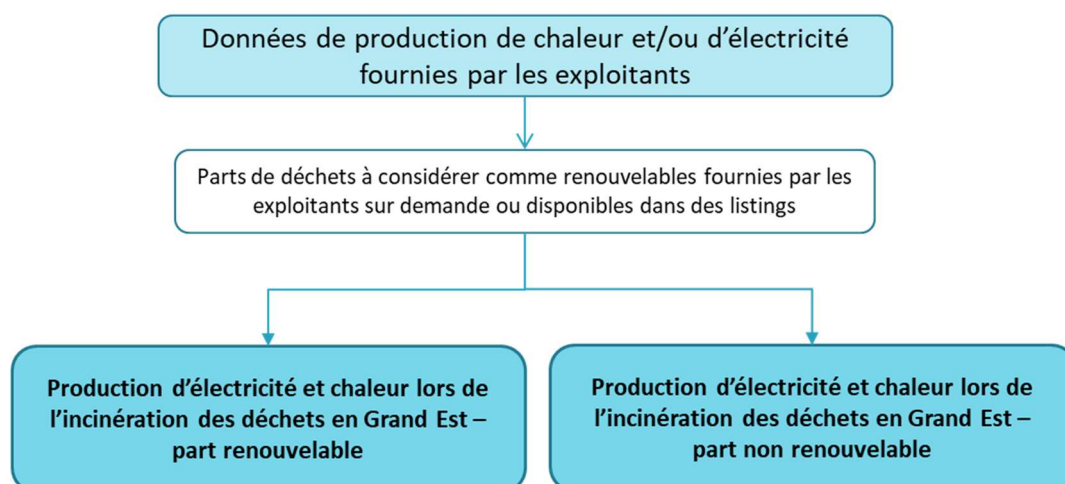 Données de production de chaleur et/ou d’électricité
fournies par les exploitants
Parts de déchets à considérer comme renouvelables fournies par les
exploitants sur demande ou disponibles dans des listings
Production d’électricité et chaleur lors de
l’incinération des déchets en Grand Est –
part renouvelable
Production d’électricité et chaleur lors de
l’incinération des déchets en Grand Est –
part non renouvelable